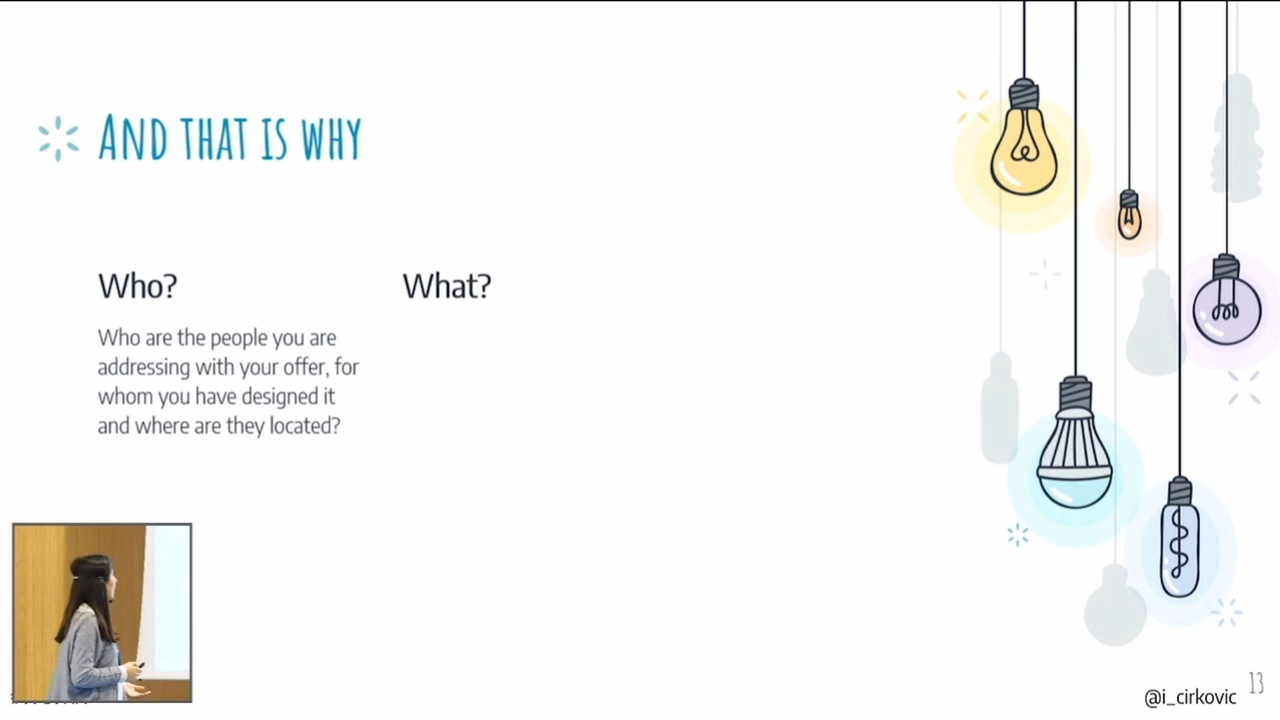 And that is why
Who?
What?
Who are the people you are
addressing with your offer, for
whom you have designed it
and where are they located?
@i_cirkovic
13